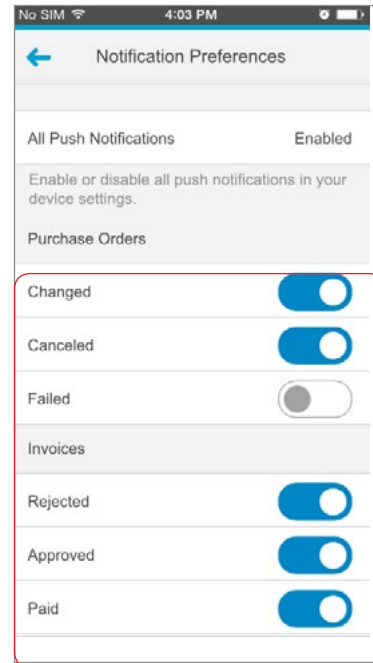 No SIM 4:03 PM
Notification Preferences
All Push Notifications Enabled
Enable or disable all push notifications in your
device settings.
Purchase Orders
Changed
Canceled
Failed
Invoices
Rejected
Approved
Paid